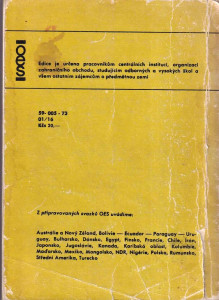 Edice je určena pracovníkům centrálních institucí, organizací
zahraničního obchodu, studujícím odborných a vysokých škol a
všem ostatním zájemcům o předmětnou zemi
59-005-73
01/16
Kčs 20,—
Z připravovaných svazků OES uvádíme:
Austrálie a Nový Zéland, Bolívie — Ecuador — Paraguay — Uru-
guay, Bulharsko, Dánsko, Egypt, Finsko, Francie, Chile, Irán,
Japonsko, Jugoslávie, Kanada, Karibská oblast, Kolumbie,
Maďarsko, Mexiko, Mongolsko, NDR, Nigérie, Polsko, Rumunsko,
Střední Amerika, Turecko